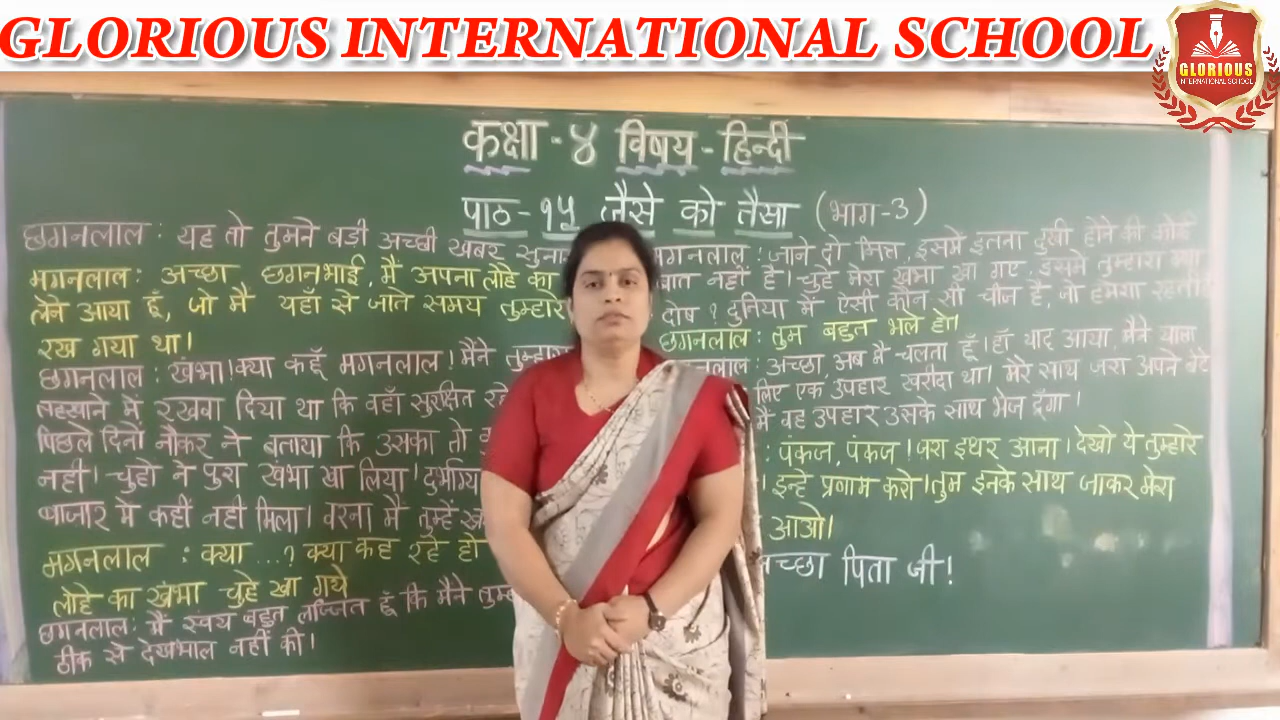 GLORIOUS INTERNATIONAL SCHOOL
GLORIOUS
INTERNATIONAL SCHOOL
कक्षा - ४ विषय - हिन्दी
पाठ - १५ जैसे को तैसा (भाग-3)
छगनलाल : यह तो तुमने बडी अच्छी खबर
मगनलाल : अच्छा छगनभाई, मैं अपना लोहे का
लेने आया हूँ, जो मै यहाँ से जाते समय तुम्हारे
रख गया था।
छगनलाल : खंभा! क्या कहूँ मगनलाल! मैंने
तहखाने में रखवा दिया था कि वहाँ सुरक्षित
पिछले दिनों नौकर ने बताया कि उसका तो
नही। चुहो ने पुरा खंभा खा लिया।
बाजार मे कहीं नही मिला। वरना मैं तुम्हें
मगनलाल : क्या ...? क्या कह रहे हो
लोहे का खंभा चुहे खा गये
छगनलाल : मैं स्वयं बहुत लज्जित हूँ कि मैने
ठीक से देखभाल नहीं की।
मगनलाल : जाने दो मित्र, इसमे इतना दुखी होने की कोई
बात नहीं है। चुहे मेरा खंभा खा गए इसमे तुम्हारा क्या
दोष? दुनिया में ऐसी कौन सी चीज है, जो हमेशा रहती
छगनलाल : तुम बहुत भले हो।
अच्छा, अब मै चलता हूँ। हाँ याद आया, मैने
लिए एक उपहार खरीदा था। मेरे साथ जरा अपने बेटे
मै वह उपहार उसके साथ भेज दूँगा।
: पंकज, पंकज! जरा इधर आना। देखो ये तुम्हारे
इन्हे प्रणाम करो। तुम इनके साथ जाकर मेरा
आओ।
अच्छा पिता जी!